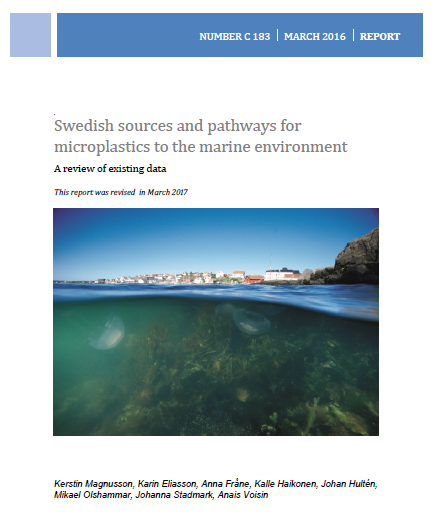 NUMBER C 183 | MARCH 2016 | REPORT
Swedish sources and pathways for
microplastics to the marine environment
A review of existing data
This report was revised in March 2017
Kerstin Magnusson, Karin Eliasson, Anna Fråne, Kalle Haikonen, Johan Hultén,
Mikael Olshammar, Johanna Stadmark, Anais Voisin